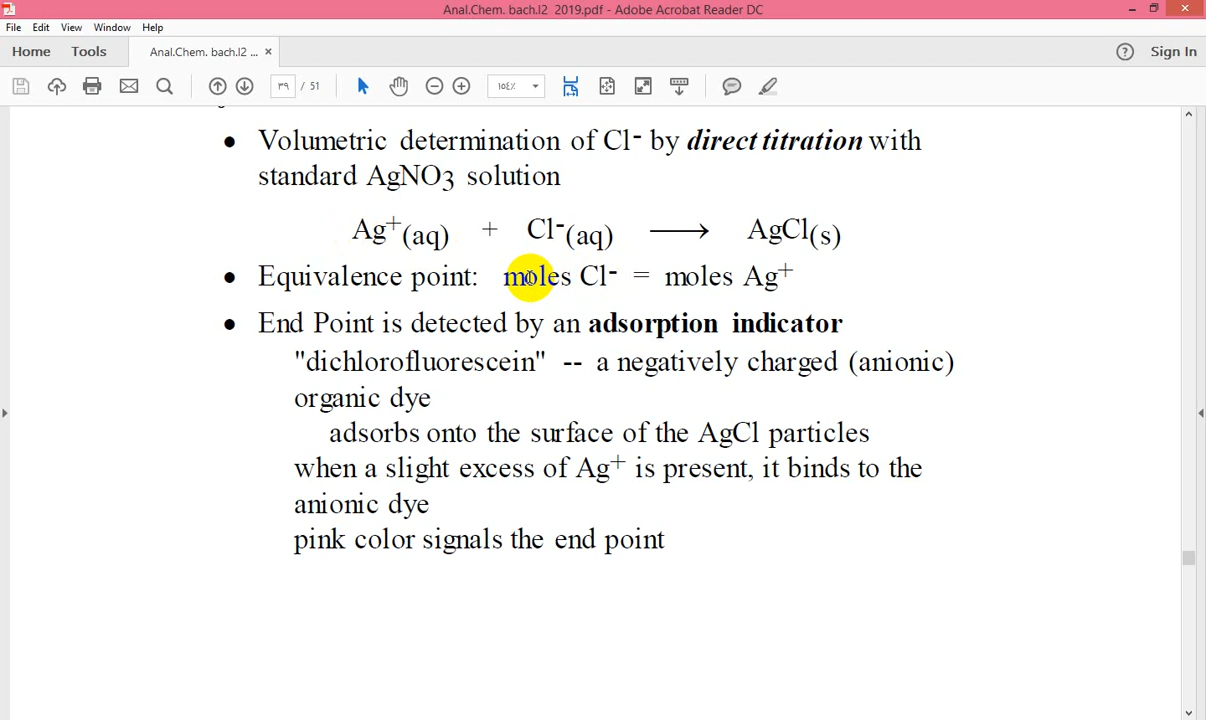 Anal.Chem. bach.l2 2019.pdf - Adobe Acrobat Reader DC
File Edit View Window Help
Home Tools Anal.Chem. bach.l2 ... × Sign In
٣٩ / 51 ١٥٤٪
• Volumetric determination of Cl⁻ by direct titration with
standard AgNO3 solution
Ag⁺(aq) + Cl⁻(aq) ⟶ AgCl(s)
• Equivalence point: moles Cl⁻ = moles Ag⁺
• End Point is detected by an adsorption indicator
"dichlorofluorescein" -- a negatively charged (anionic)
organic dye
adsorbs onto the surface of the AgCl particles
when a slight excess of Ag⁺ is present, it binds to the
anionic dye
pink color signals the end point